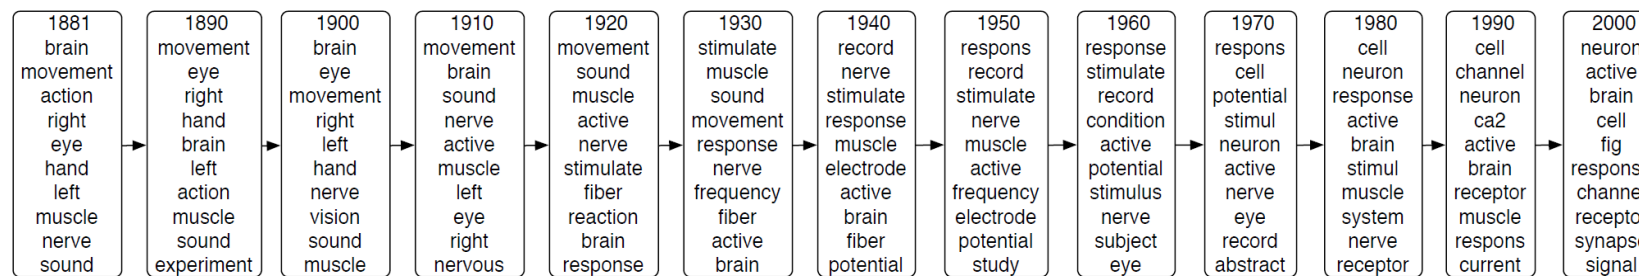 1881
brain
movement
action
right
eye
hand
left
muscle
nerve
sound
1890
movement
eye
right
hand
brain
left
action
muscle
sound
experiment
1900
brain
eye
movement
right
left
hand
nerve
vision
sound
muscle
1910
movement
brain
sound
nerve
active
muscle
left
eye
right
nervous
1920
movement
sound
muscle
active
nerve
stimulate
fiber
reaction
brain
response
1930
stimulate
muscle
sound
movement
response
nerve
frequency
fiber
active
brain
1940
record
nerve
stimulate
response
muscle
electrode
active
brain
fiber
potential
1950
respons
record
stimulate
nerve
muscle
active
frequency
electrode
potential
study
1960
response
stimulate
record
condition
active
potential
stimulus
nerve
subject
eye
1970
respons
cell
potential
stimul
neuron
active
nerve
eye
record
abstract
1980
cell
neuron
response
active
brain
stimul
muscle
system
nerve
receptor
1990
cell
channel
neuron
ca2
active
brain
receptor
muscle
respons
current
2000
neuron
active
brain
cell
fig
respons
channe
recepto
synaps
signal